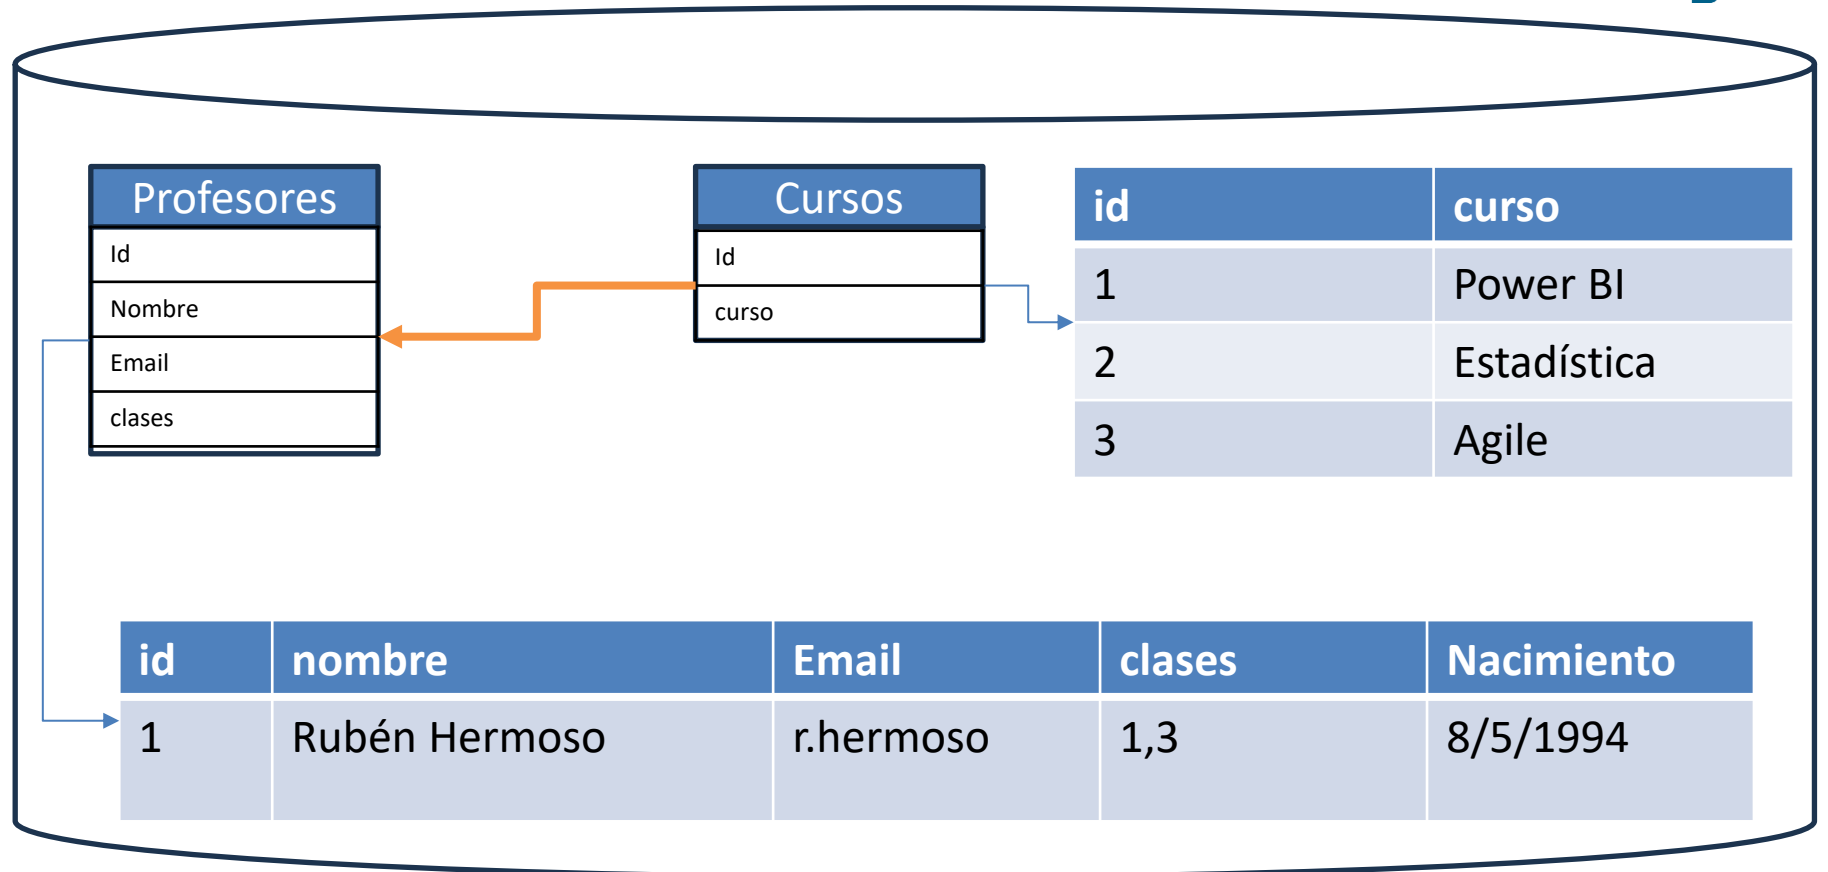 Profesores
Id
Nombre
Email
clases
Cursos
Id
curso
id curso
1 Power BI
2 Estadística
3 Agile
id nombre Email clases Nacimiento
1 Rubén Hermoso r.hermoso 1,3 8/5/1994